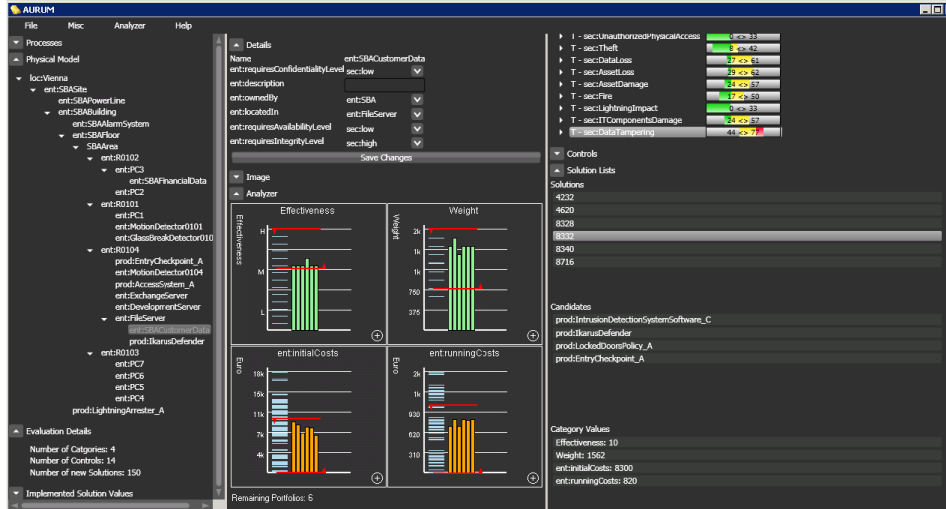 AURUM
File Misc Analyzer Help
Processes
Physical Model
loc:Vienna
ent:SBASite
ent:SBAPowerLine
ent:SBABuilding
ent:SBAAlarmSystem
ent:SBAFloor
SBAArea
ent:R0102
ent:PC3
ent:SBAFinancialData
ent:PC2
ent:R0101
ent:PC1
ent:MotionDetector0101
ent:GlassBreakDetector010
ent:R0104
prod:EntryCheckpoint_A
ent:MotionDetector0104
prod:AccessSystem_A
ent:ExchangeServer
ent:DevelopmentServer
ent:FileServer
ent:SBACustomerData
prod:IkarusDefender
ent:R0103
ent:PC7
ent:PC6
ent:PC5
ent:PC4
prod:LightningArrester_A
Evaluation Details
Number of Catgories: 4
Number of Controls: 14
Number of new Solutions: 150
Implemented Solution Values
Details
Name ent:SBACustomerData
ent:requiresConfidentialityLevel sec:low
ent:description
ent:ownedBy ent:SBA
ent:locatedIn ent:FileServer
ent:requiresAvailabilityLevel sec:low
ent:requiresIntegrityLevel sec:high
Save Changes
Image
Analyzer
Effectiveness
Effectiveness
H
M
L
Weight
Weight
2k
1k
1k
750
375
ent:initialCosts
Euro
18k
15k
11k
7k
4k
ent:runningCosts
Euro
2k
1k
930
620
310
Remaining Portfolios: 6
T - sec:UnauthorizedPhysicalAccess 0 <> 33
T - sec:Theft 8 <> 42
T - sec:DataLoss 27 <> 61
T - sec:AssetLoss 29 <> 62
T - sec:AssetDamage 24 <> 57
T - sec:Fire 17 <> 50
T - sec:LightningImpact 0 <> 33
T - sec:ITComponentsDamage 24 <> 57
T - sec:DataTampering 44 <> 77
Controls
Solution Lists
Solutions
4232
4620
8328
8332
8340
8716
Candidates
prod:IntrusionDetectionSystemSoftware_C
prod:IkarusDefender
prod:LockedDoorsPolicy_A
prod:EntryCheckpoint_A
Category Values
Effectiveness: 10
Weight: 1562
ent:initialCosts: 8300
ent:runningCosts: 820